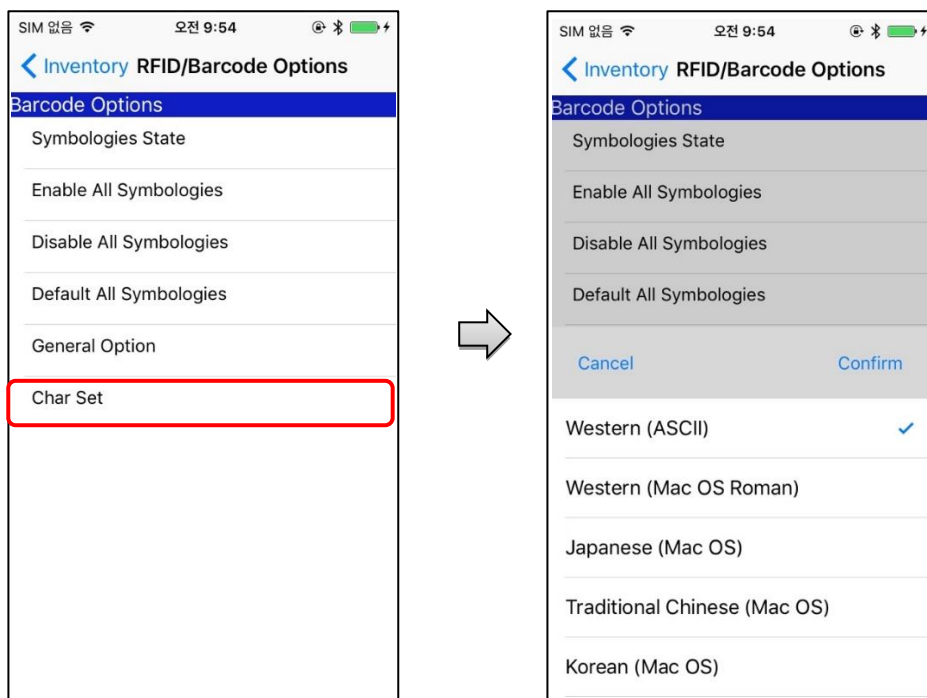 SIM 없음 오전 9:54
Inventory RFID/Barcode Options
Barcode Options
Symbologies State
Enable All Symbologies
Disable All Symbologies
Default All Symbologies
General Option
Char Set
SIM 없음 오전 9:54
Inventory RFID/Barcode Options
Barcode Options
Symbologies State
Enable All Symbologies
Disable All Symbologies
Default All Symbologies
Cancel Confirm
Western (ASCII)
Western (Mac OS Roman)
Japanese (Mac OS)
Traditional Chinese (Mac OS)
Korean (Mac OS)